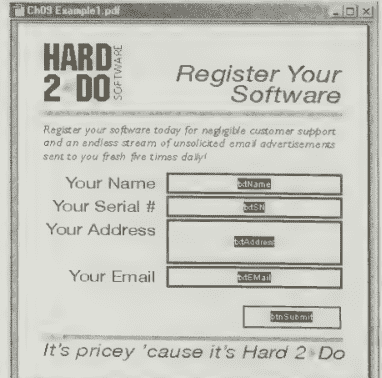 Ch09 Example1.pdf
HARD
2 DO
SOFTWARE
Register Your
Software
Register your software today for negligible customer support
and an endless stream of unsolicited email advertisements
sent to you fresh five times daily!
Your Name txtName
Your Serial # txtSN
Your Address txtAddress
Your Email txtEMail
btnSubmit
It's pricey 'cause it's Hard 2 Do